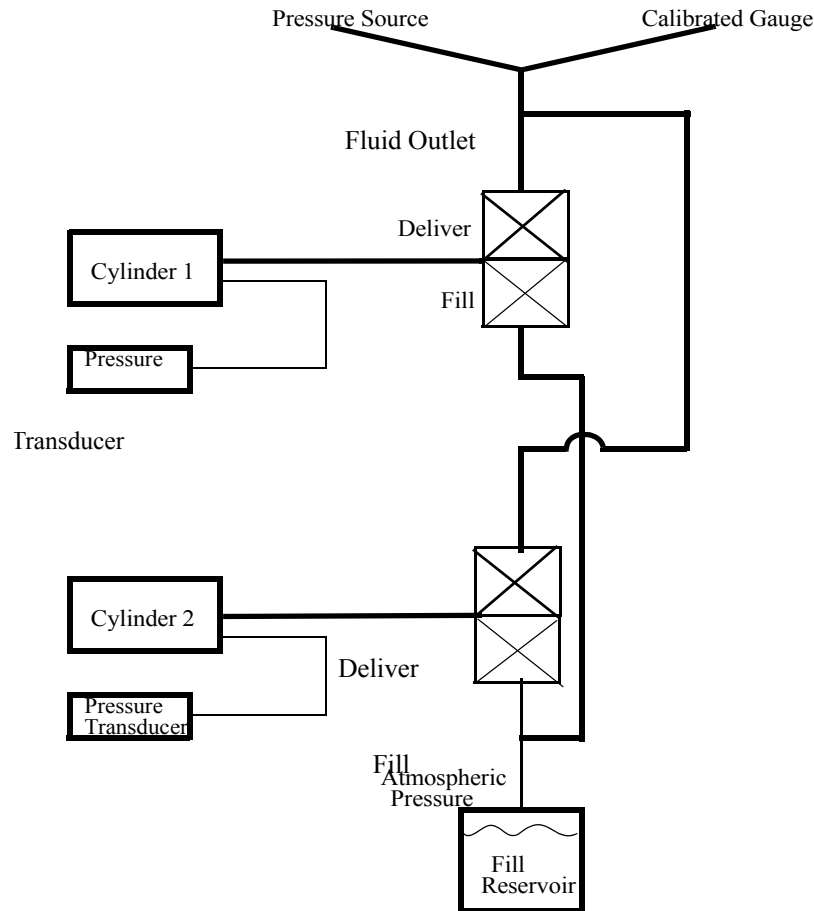 Pressure Source
Calibrated Gauge
Fluid Outlet
Deliver
Cylinder 1
Fill
Pressure
Transducer
Cylinder 2
Deliver
Pressure
Transducer
Fill
Atmospheric
Pressure
Fill
Reservoir